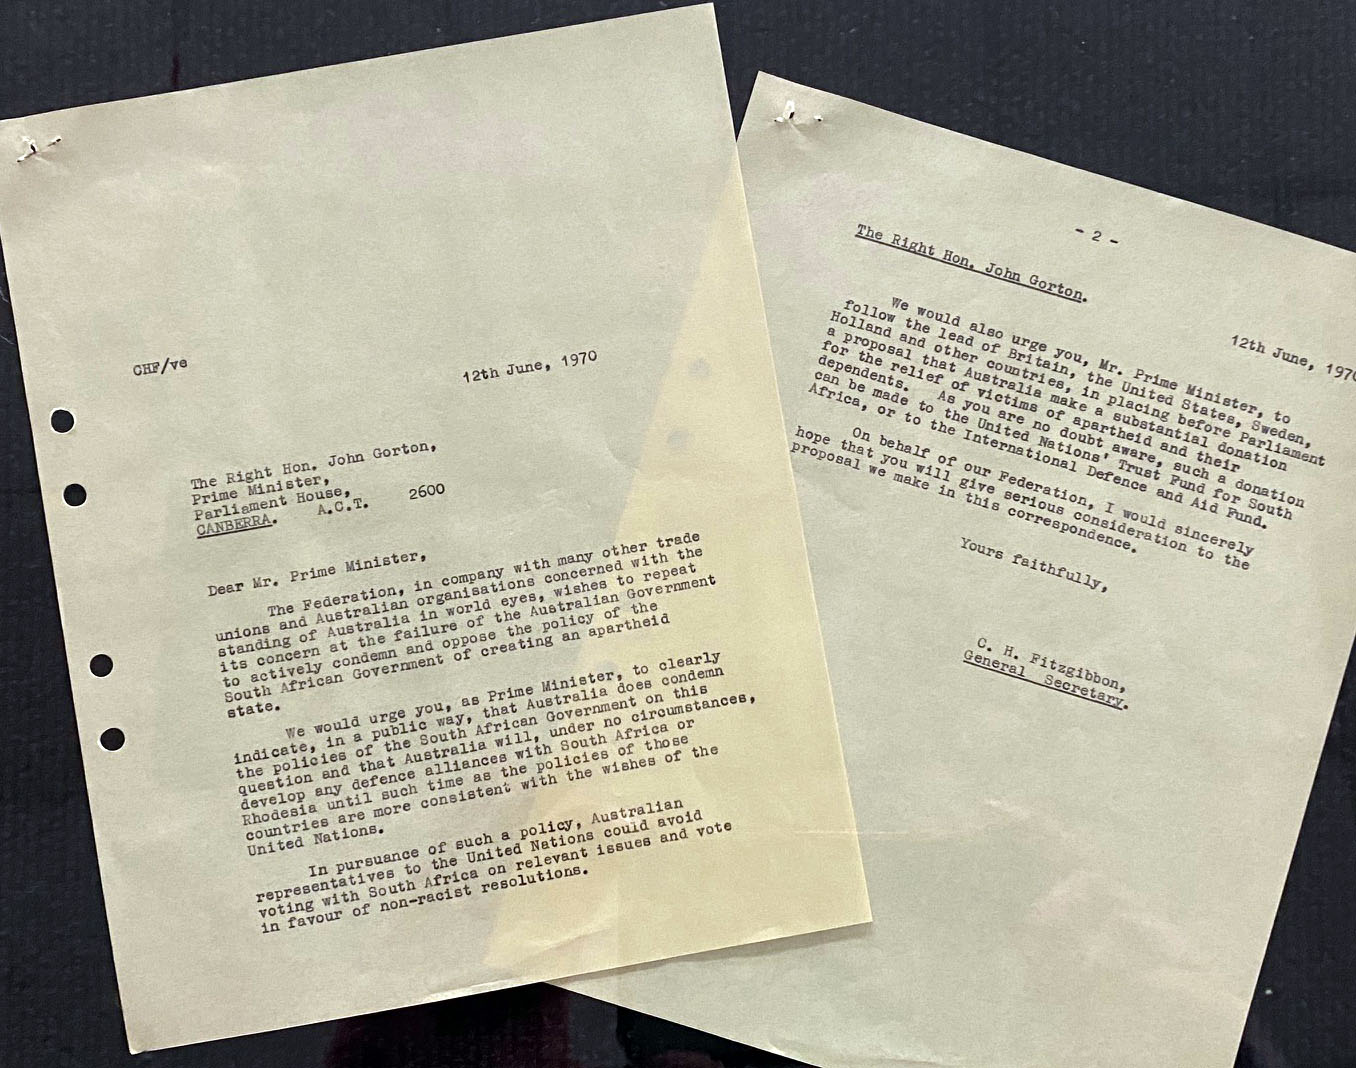 CHF/ve
12th June, 1970
The Right Hon. John Gorton,
Prime Minister,
Parliament House,
CANBERRA. A.C.T. 2600
Dear Mr. Prime Minister,
The Federation, in company with many other trade
unions and Australian organisations concerned with the
standing of Australia in world eyes, wishes to repeat
its concern at the failure of the Australian Government
to actively condemn and oppose the policy of the
South African Government of creating an apartheid
state.
We would urge you, as Prime Minister, to clearly
indicate, in a public way, that Australia does condemn
the policies of the South African Government on this
question and that Australia will, under no circumstances,
develop any defence alliances with South Africa or
Rhodesia until such time as the policies of those
countries are more consistent with the wishes of the
United Nations.
In pursuance of such a policy, Australian
representatives to the United Nations could avoid
voting with South Africa on relevant issues and vote
in favour of non-racist resolutions.
- 2 -
The Right Hon. John Gorton.
12th June, 1970
We would also urge you, Mr. Prime Minister, to
follow the lead of Britain, the United States, Sweden,
Holland and other countries, in placing before Parliament
a proposal that Australia make a substantial donation
for the relief of victims of apartheid and their
dependents. As you are no doubt aware, such a donation
can be made to the United Nations' Trust Fund for South
Africa, or to the International Defence and Aid Fund.
On behalf of our Federation, I would sincerely
hope that you will give serious consideration to the
proposal we make in this correspondence.
Yours faithfully,
C. H. Fitzgibbon,
General Secretary.